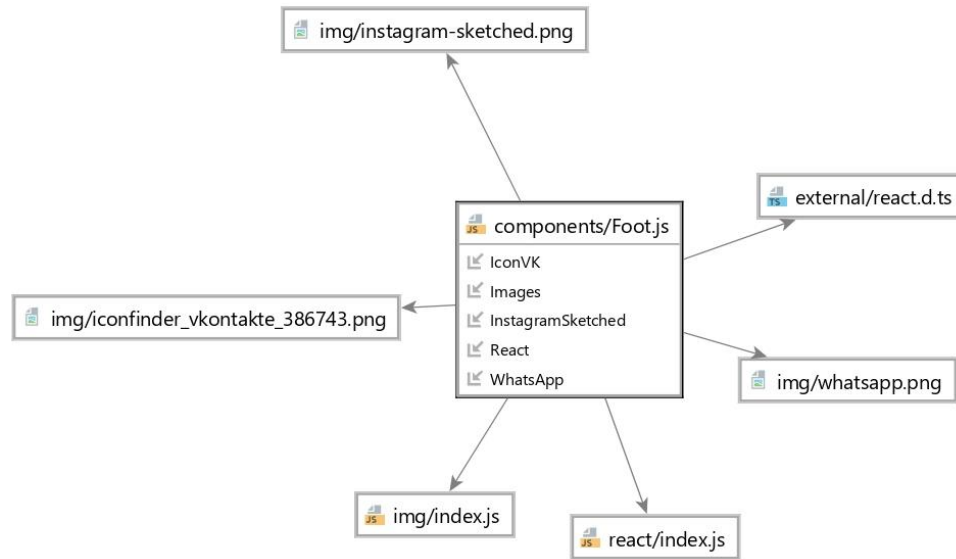 img/instagram-sketched.png
external/react.d.ts
components/Foot.js
IconVK
Images
InstagramSketched
React
WhatsApp
img/iconfinder_vkontakte_386743.png
img/whatsapp.png
img/index.js
react/index.js